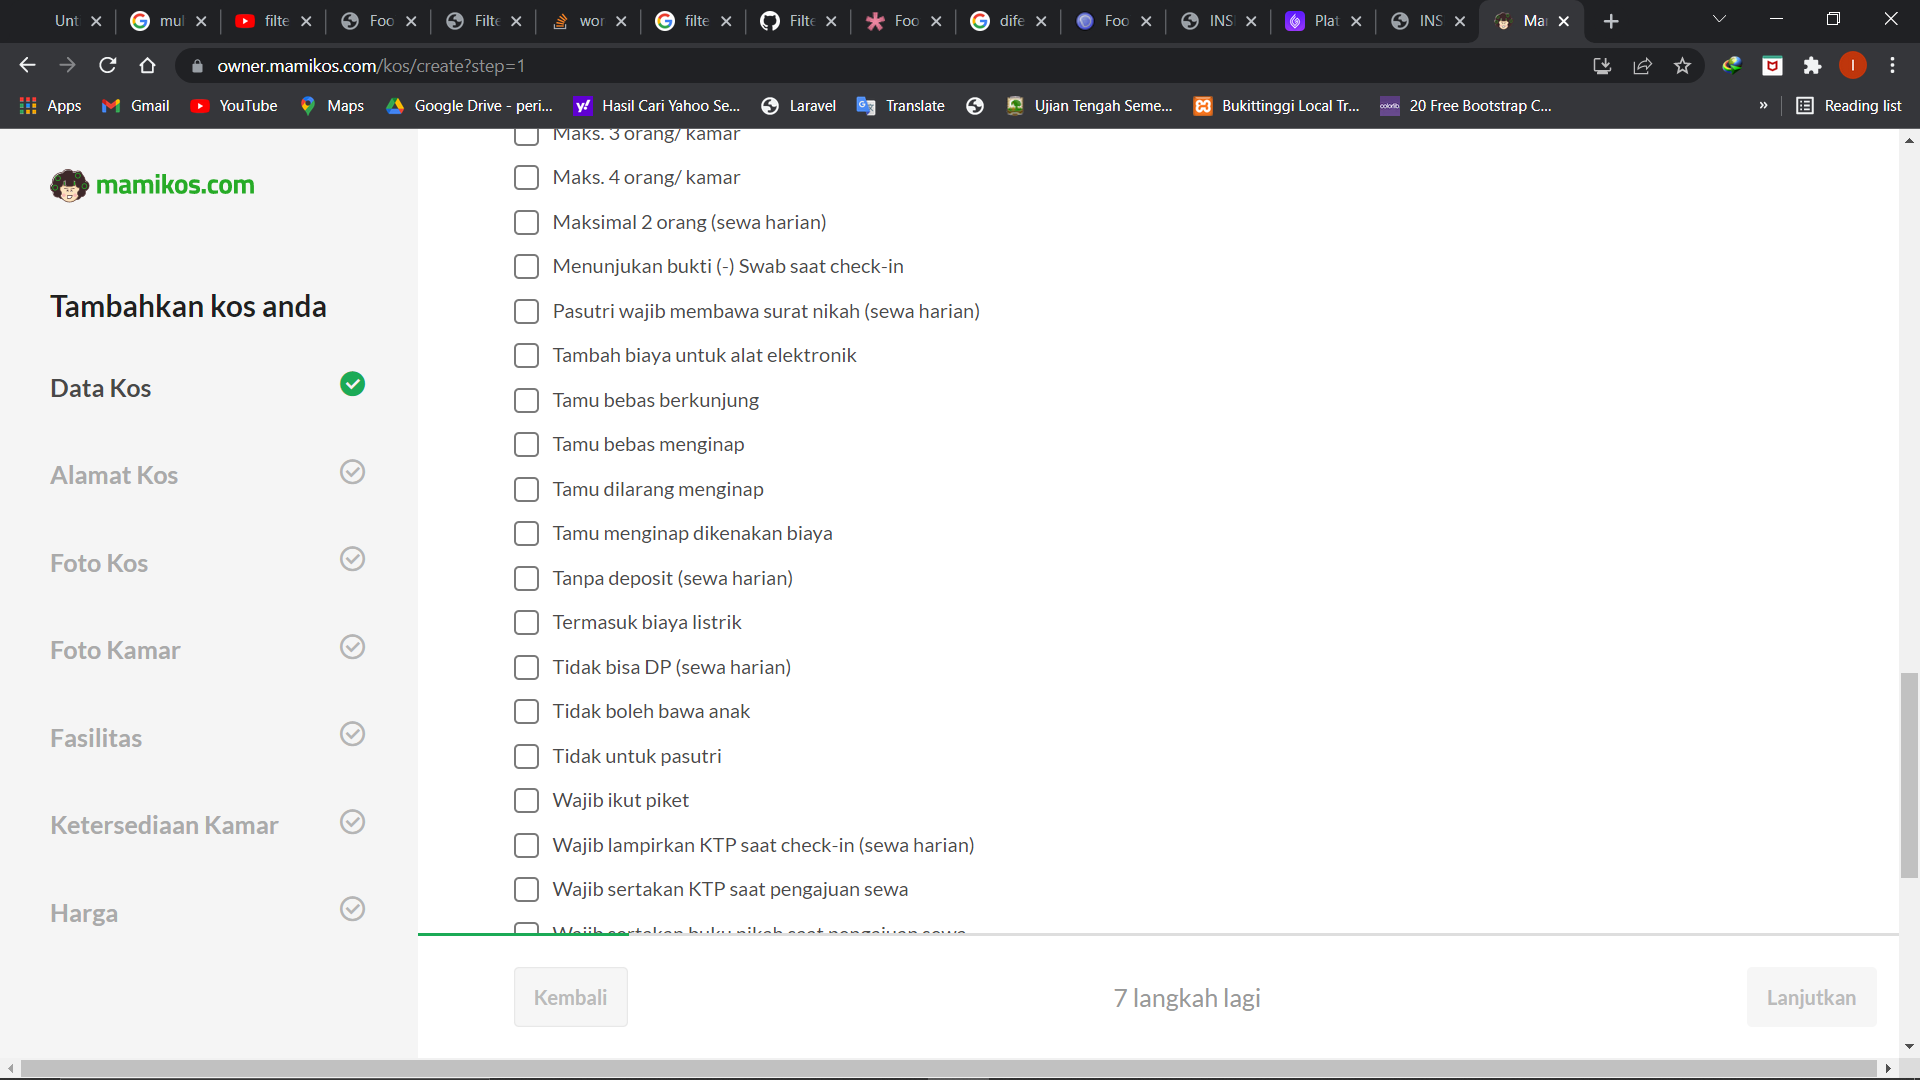 Unt
mul
filte
Foo
Filte
wor
filte
Filte
Foo
dife
Foo
INS
Plat
INS
Mai
owner.mamikos.com/kos/create?step=1
I
Apps
Gmail
YouTube
Maps
Google Drive - peri...
Hasil Cari Yahoo Se...
Laravel
Translate
Ujian Tengah Seme...
Bukittinggi Local Tr...
20 Free Bootstrap C...
»
Reading list
mamikos.com
Tambahkan kos anda
Data Kos
Alamat Kos
Foto Kos
Foto Kamar
Fasilitas
Ketersediaan Kamar
Harga
Maks. 3 orang/ kamar
Maks. 4 orang/ kamar
Maksimal 2 orang (sewa harian)
Menunjukan bukti (-) Swab saat check-in
Pasutri wajib membawa surat nikah (sewa harian)
Tambah biaya untuk alat elektronik
Tamu bebas berkunjung
Tamu bebas menginap
Tamu dilarang menginap
Tamu menginap dikenakan biaya
Tanpa deposit (sewa harian)
Termasuk biaya listrik
Tidak bisa DP (sewa harian)
Tidak boleh bawa anak
Tidak untuk pasutri
Wajib ikut piket
Wajib lampirkan KTP saat check-in (sewa harian)
Wajib sertakan KTP saat pengajuan sewa
Wajib sertakan buku nikah saat pengajuan sewa
Kembali
7 langkah lagi
Lanjutkan